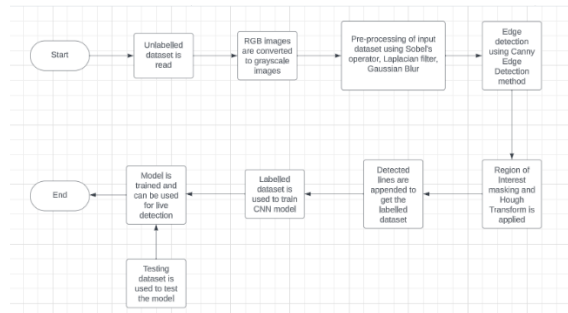 Start
Unlabelled
dataset is
read
RGB images
are converted
to grayscale
images
Pre-processing of input
dataset using Sobel's
operator, Laplacian filter,
Gaussian Blur
Edge
detection
using Canny
Edge
Detection
method
Region of
Interest
masking and
Hough
Transform is
applied
Detected
lines are
appended to
get the
labelled
dataset
Labelled
dataset is
used to train
CNN model
Model is
trained and
can be used
for live
detection
End
Testing
dataset is
used to test
the model